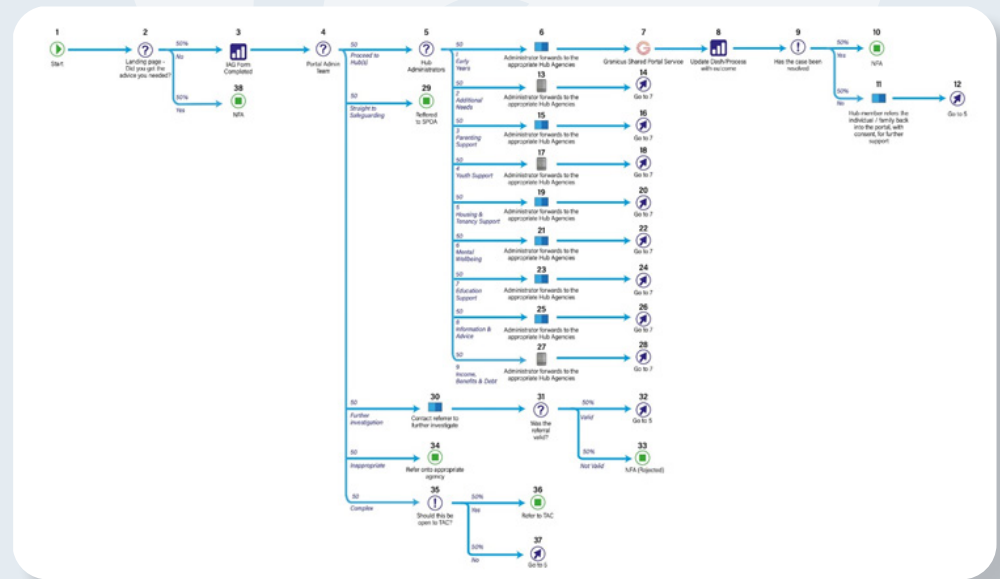 1
Start
2
Landing page -
Did you get the
advice you needed?
50%
No
50%
Yes
3
IAG Form
Completed
38
NFA
4
Portal Admin
Team
50
Proceed to
Hub(s)
50
Straight to
Safeguarding
5
Hub
Administrators
29
Referred
to SPOA
50
1
Early
Years
6
Administrator forwards to the
appropriate Hub Agencies
7
Granicus Shared Portal Service
8
Update Dash/Process
with outcome
9
Has the case been
resolved
50%
Yes
10
NFA
50%
No
11
Hub member refers the
individual / family back
into the portal, with
consent, for further
support
12
Go to 5
50
2
Additional
Needs
13
Administrator forwards to the
appropriate Hub Agencies
14
Go to 7
50
3
Parenting
Support
15
Administrator forwards to the
appropriate Hub Agencies
16
Go to 7
50
4
Youth Support
17
Administrator forwards to the
appropriate Hub Agencies
18
Go to 7
50
5
Housing &
Tenancy Support
19
Administrator forwards to the
appropriate Hub Agencies
20
Go to 7
50
6
Mental
Wellbeing
21
Administrator forwards to the
appropriate Hub Agencies
22
Go to 7
50
7
Education
Support
23
Administrator forwards to the
appropriate Hub Agencies
24
Go to 7
50
8
Information &
Advice
25
Administrator forwards to the
appropriate Hub Agencies
26
Go to 7
50
9
Income,
Benefits & Debt
27
Administrator forwards to the
appropriate Hub Agencies
28
Go to 7
50
Further
Investigation
30
Contact referrer to
further investigate
31
Was the
referral
valid?
50%
Valid
32
Go to 5
50%
Not Valid
33
NFA (Rejected)
50
Inappropriate
34
Refer onto appropriate
agency
50
Complex
35
Should this be
open to TAC?
50%
Yes
36
Refer to TAC
50%
No
37
Go to 5